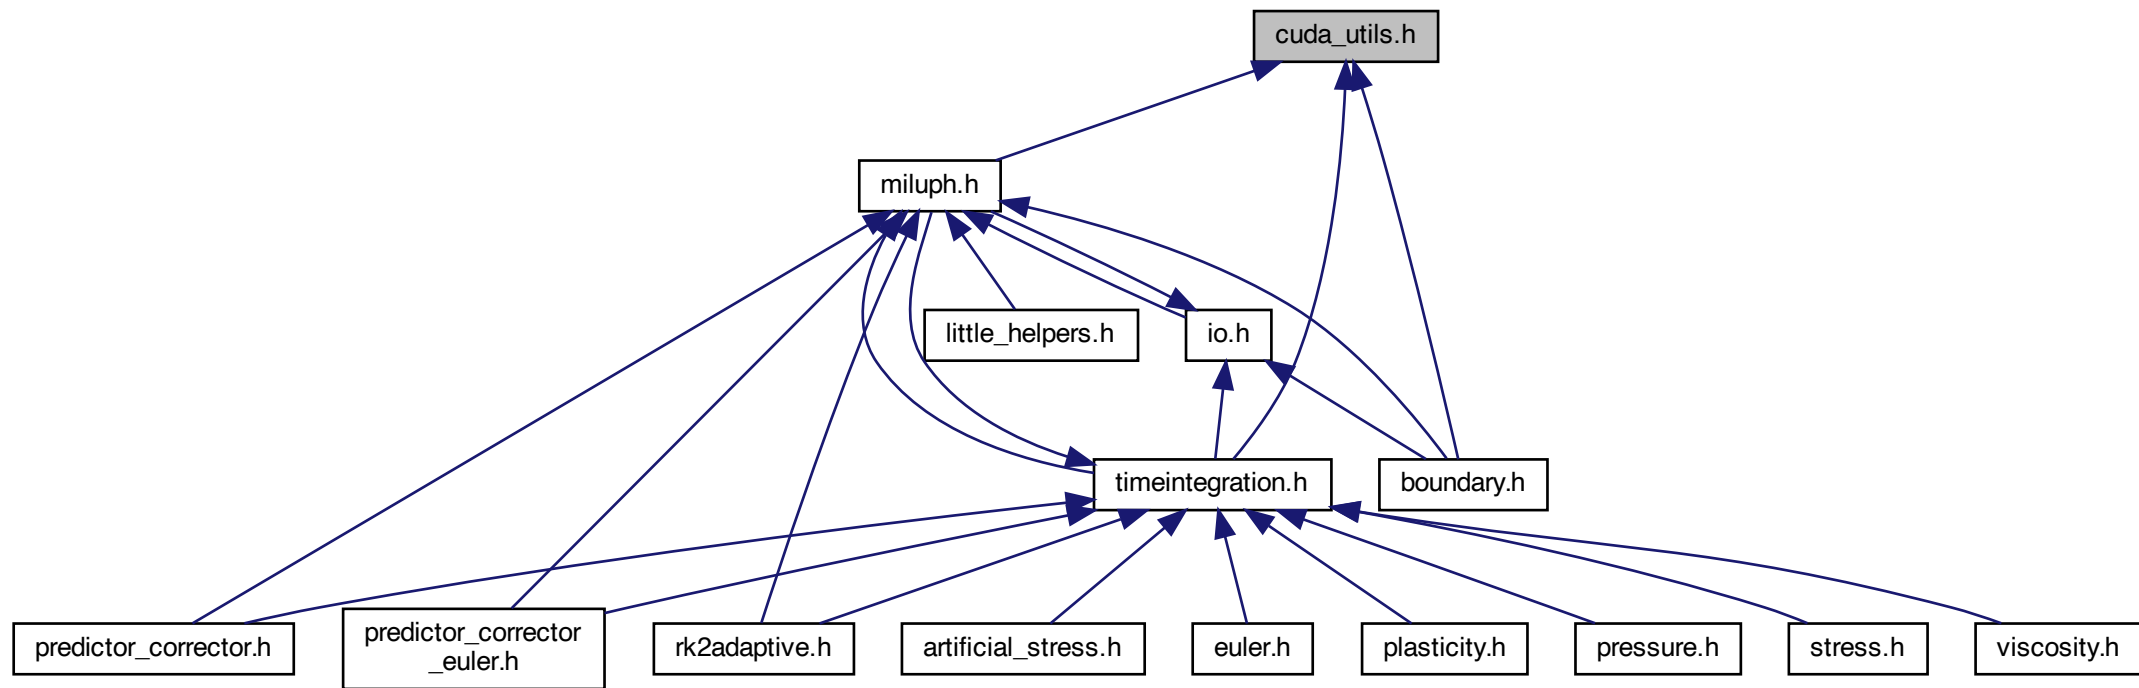 cuda_utils.h
miluph.h
little_helpers.h
io.h
timeintegration.h
boundary.h
predictor_corrector.h
predictor_corrector
_euler.h
rk2adaptive.h
artificial_stress.h
euler.h
plasticity.h
pressure.h
stress.h
viscosity.h